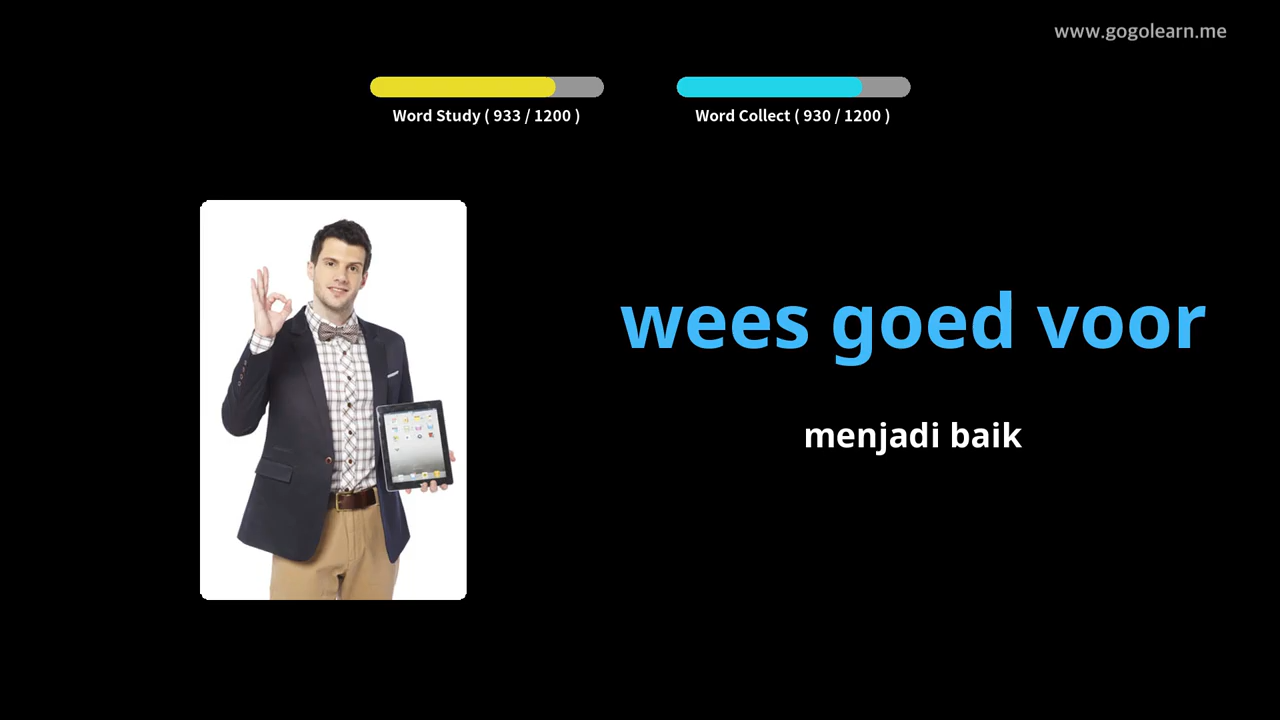 www.gogolearn.me
Word Study ( 933 / 1200 )
Word Collect ( 930 / 1200 )
wees goed voor
menjadi baik